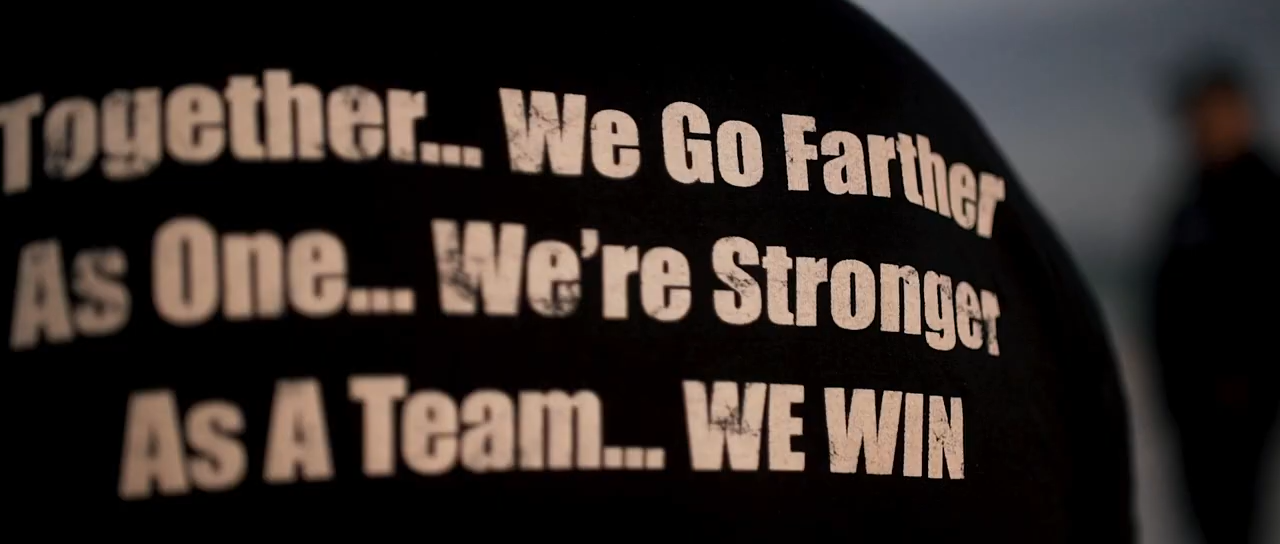 Together... We Go Farther
As One... We're Stronger
As A Team... WE WIN